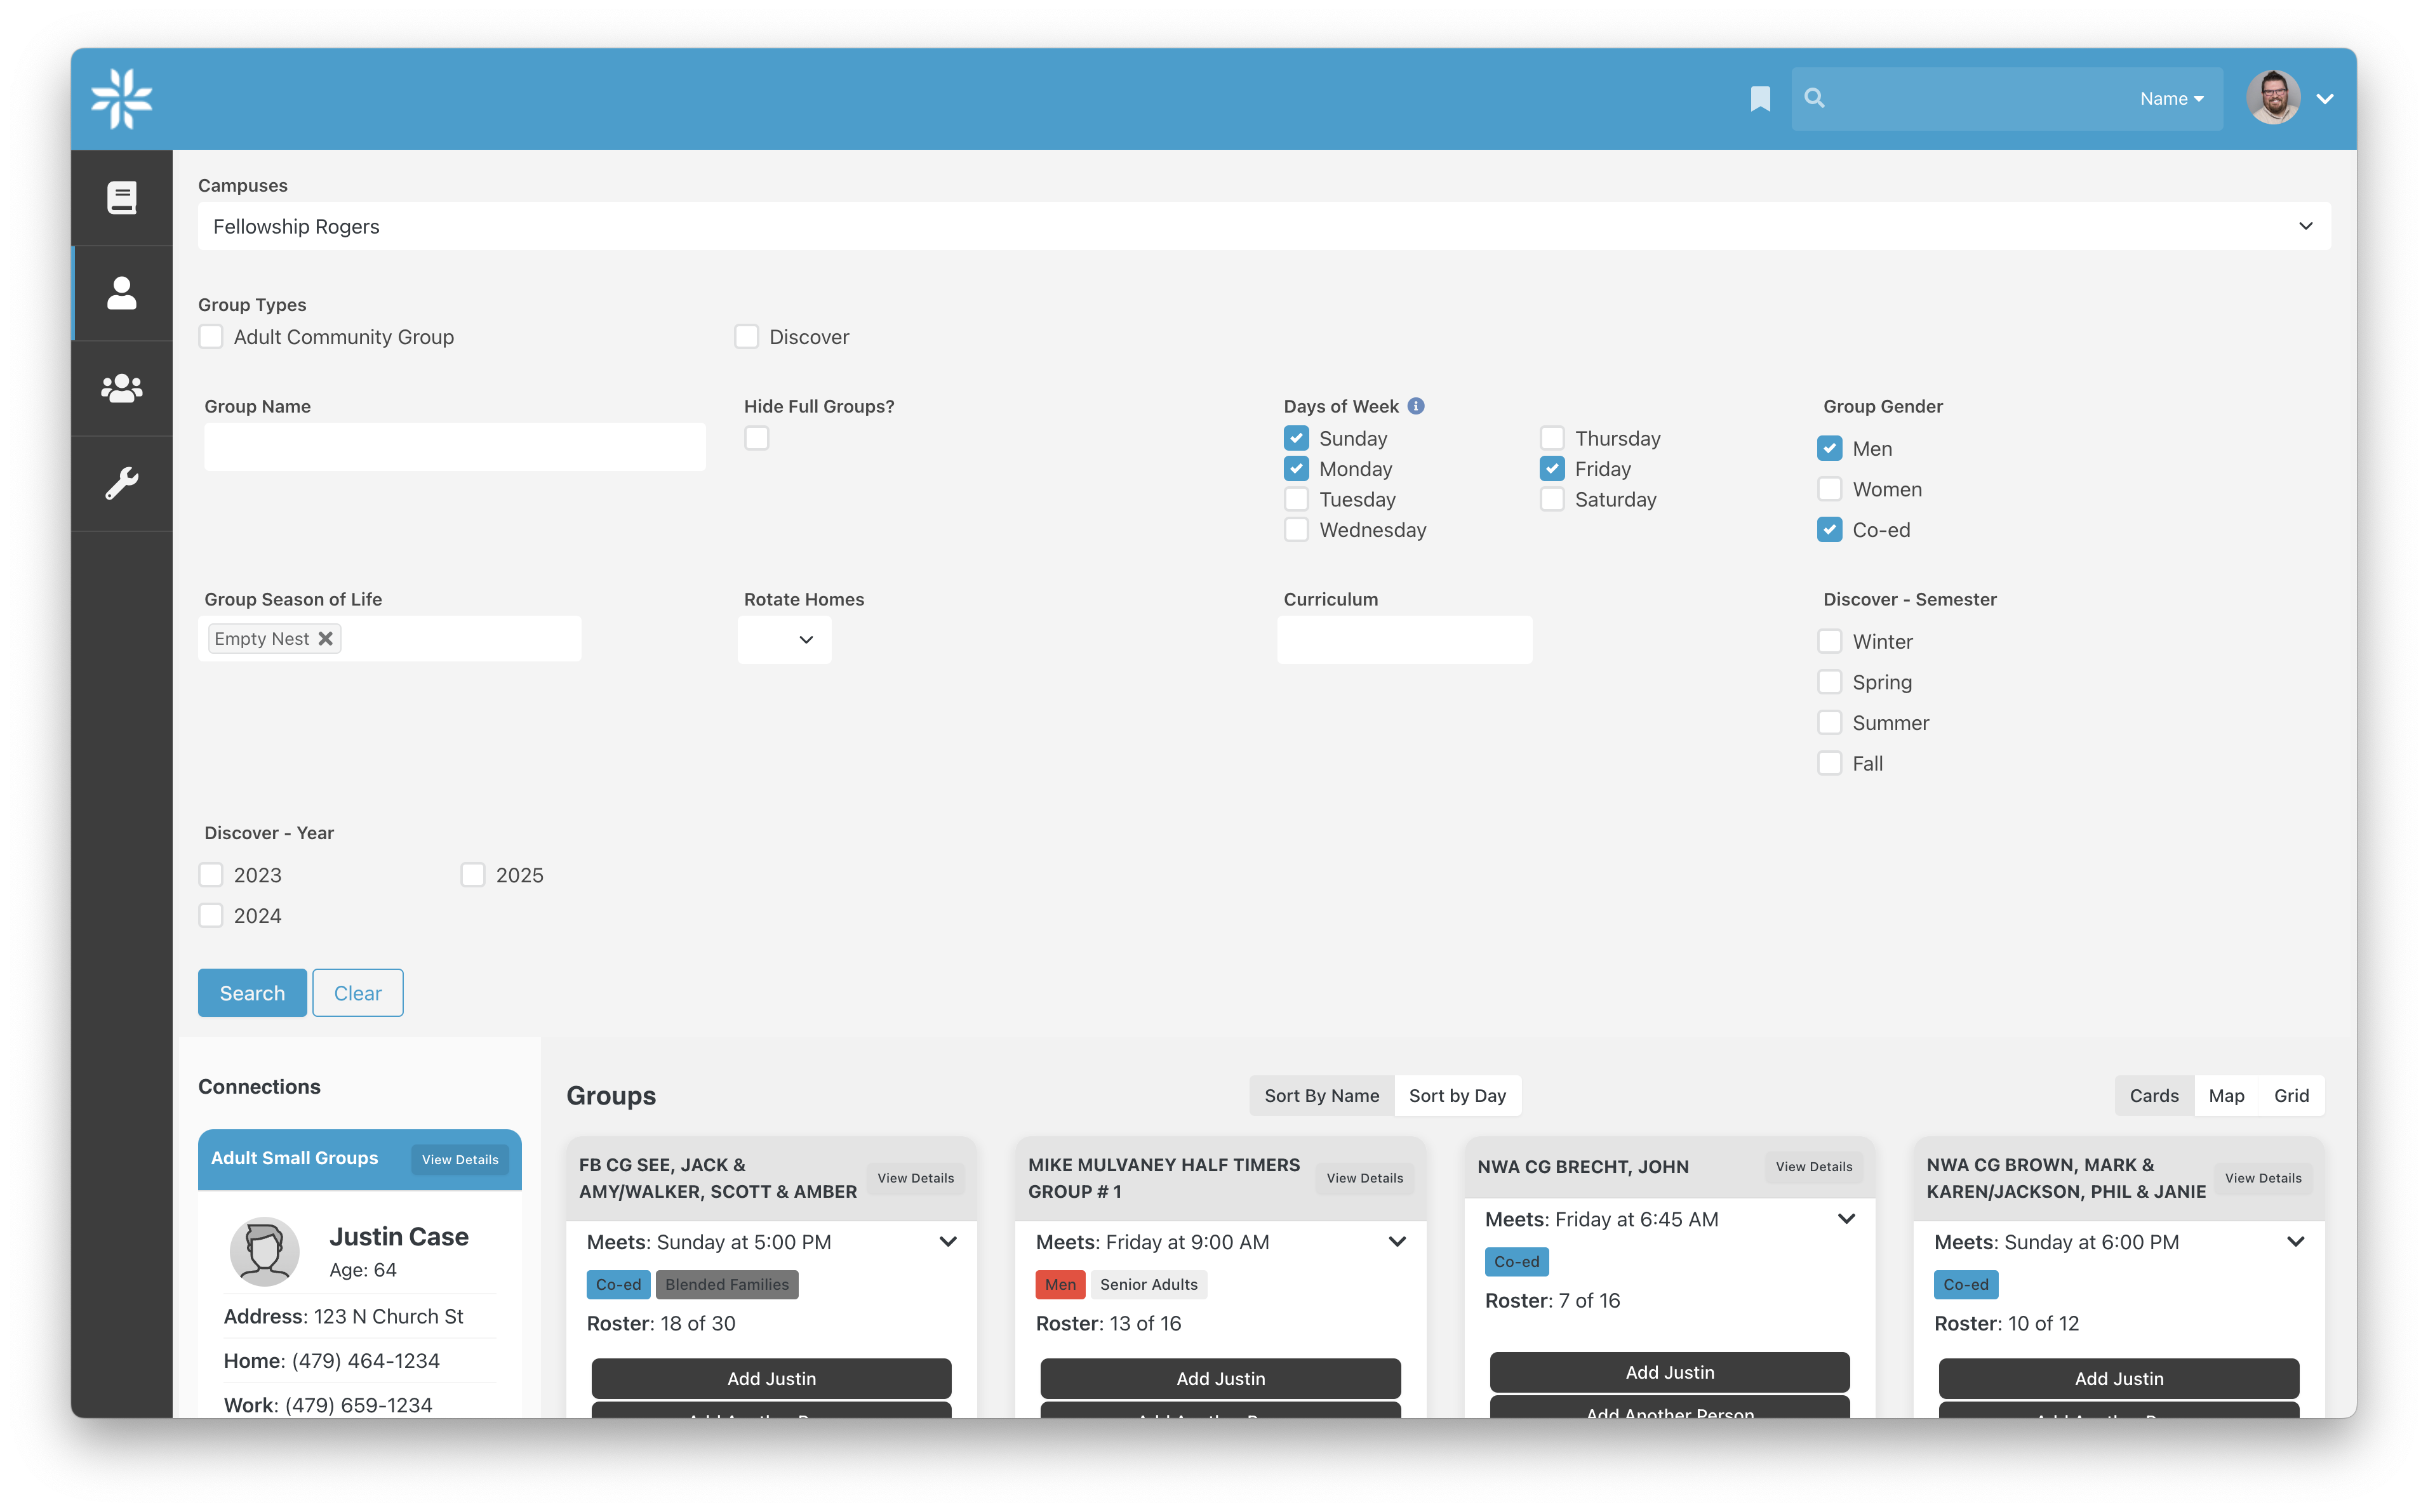 Name
Campuses
Fellowship Rogers
Group Types
Adult Community Group
Discover
Group Name
Hide Full Groups?
Days of Week
Sunday
Monday
Tuesday
Wednesday
Thursday
Friday
Saturday
Group Gender
Men
Women
Co-ed
Group Season of Life
Empty Nest
Rotate Homes
Curriculum
Discover - Semester
Winter
Spring
Summer
Fall
Discover - Year
2023
2024
2025
Search
Clear
Connections
Adult Small Groups
View Details
Justin Case
Age: 64
Address: 123 N Church St
Home: (479) 464-1234
Work: (479) 659-1234
Groups
Sort By Name
Sort by Day
Cards
Map
Grid
FB CG SEE, JACK &
AMY/WALKER, SCOTT & AMBER
View Details
Meets: Sunday at 5:00 PM
Co-ed
Blended Families
Roster: 18 of 30
Add Justin
MIKE MULVANEY HALF TIMERS
GROUP # 1
View Details
Meets: Friday at 9:00 AM
Men
Senior Adults
Roster: 13 of 16
Add Justin
NWA CG BRECHT, JOHN
View Details
Meets: Friday at 6:45 AM
Co-ed
Roster: 7 of 16
Add Justin
Add Another Person
NWA CG BROWN, MARK &
KAREN/JACKSON, PHIL & JANIE
View Details
Meets: Sunday at 6:00 PM
Co-ed
Roster: 10 of 12
Add Justin